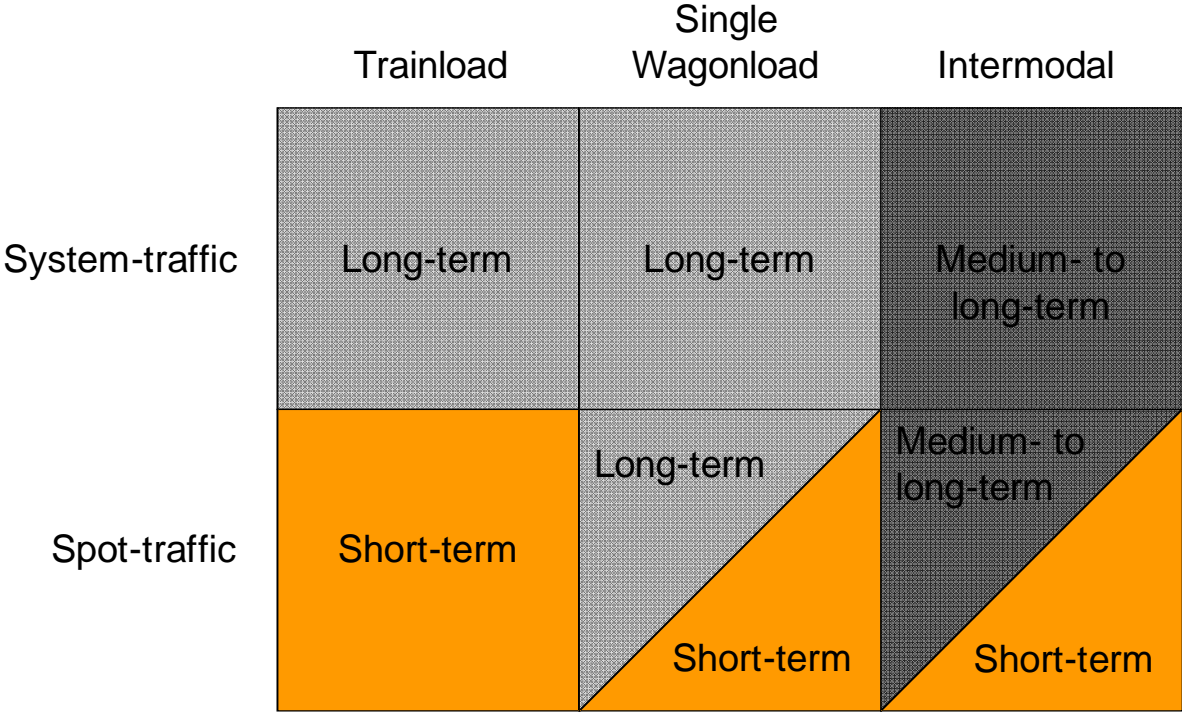 Single
Trainload
Wagonload
Intermodal
System-traffic
Long-term
Long-term
Medium- to
long-term
Spot-traffic
Short-term
Long-term
Short-term
Medium- to
long-term
Short-term